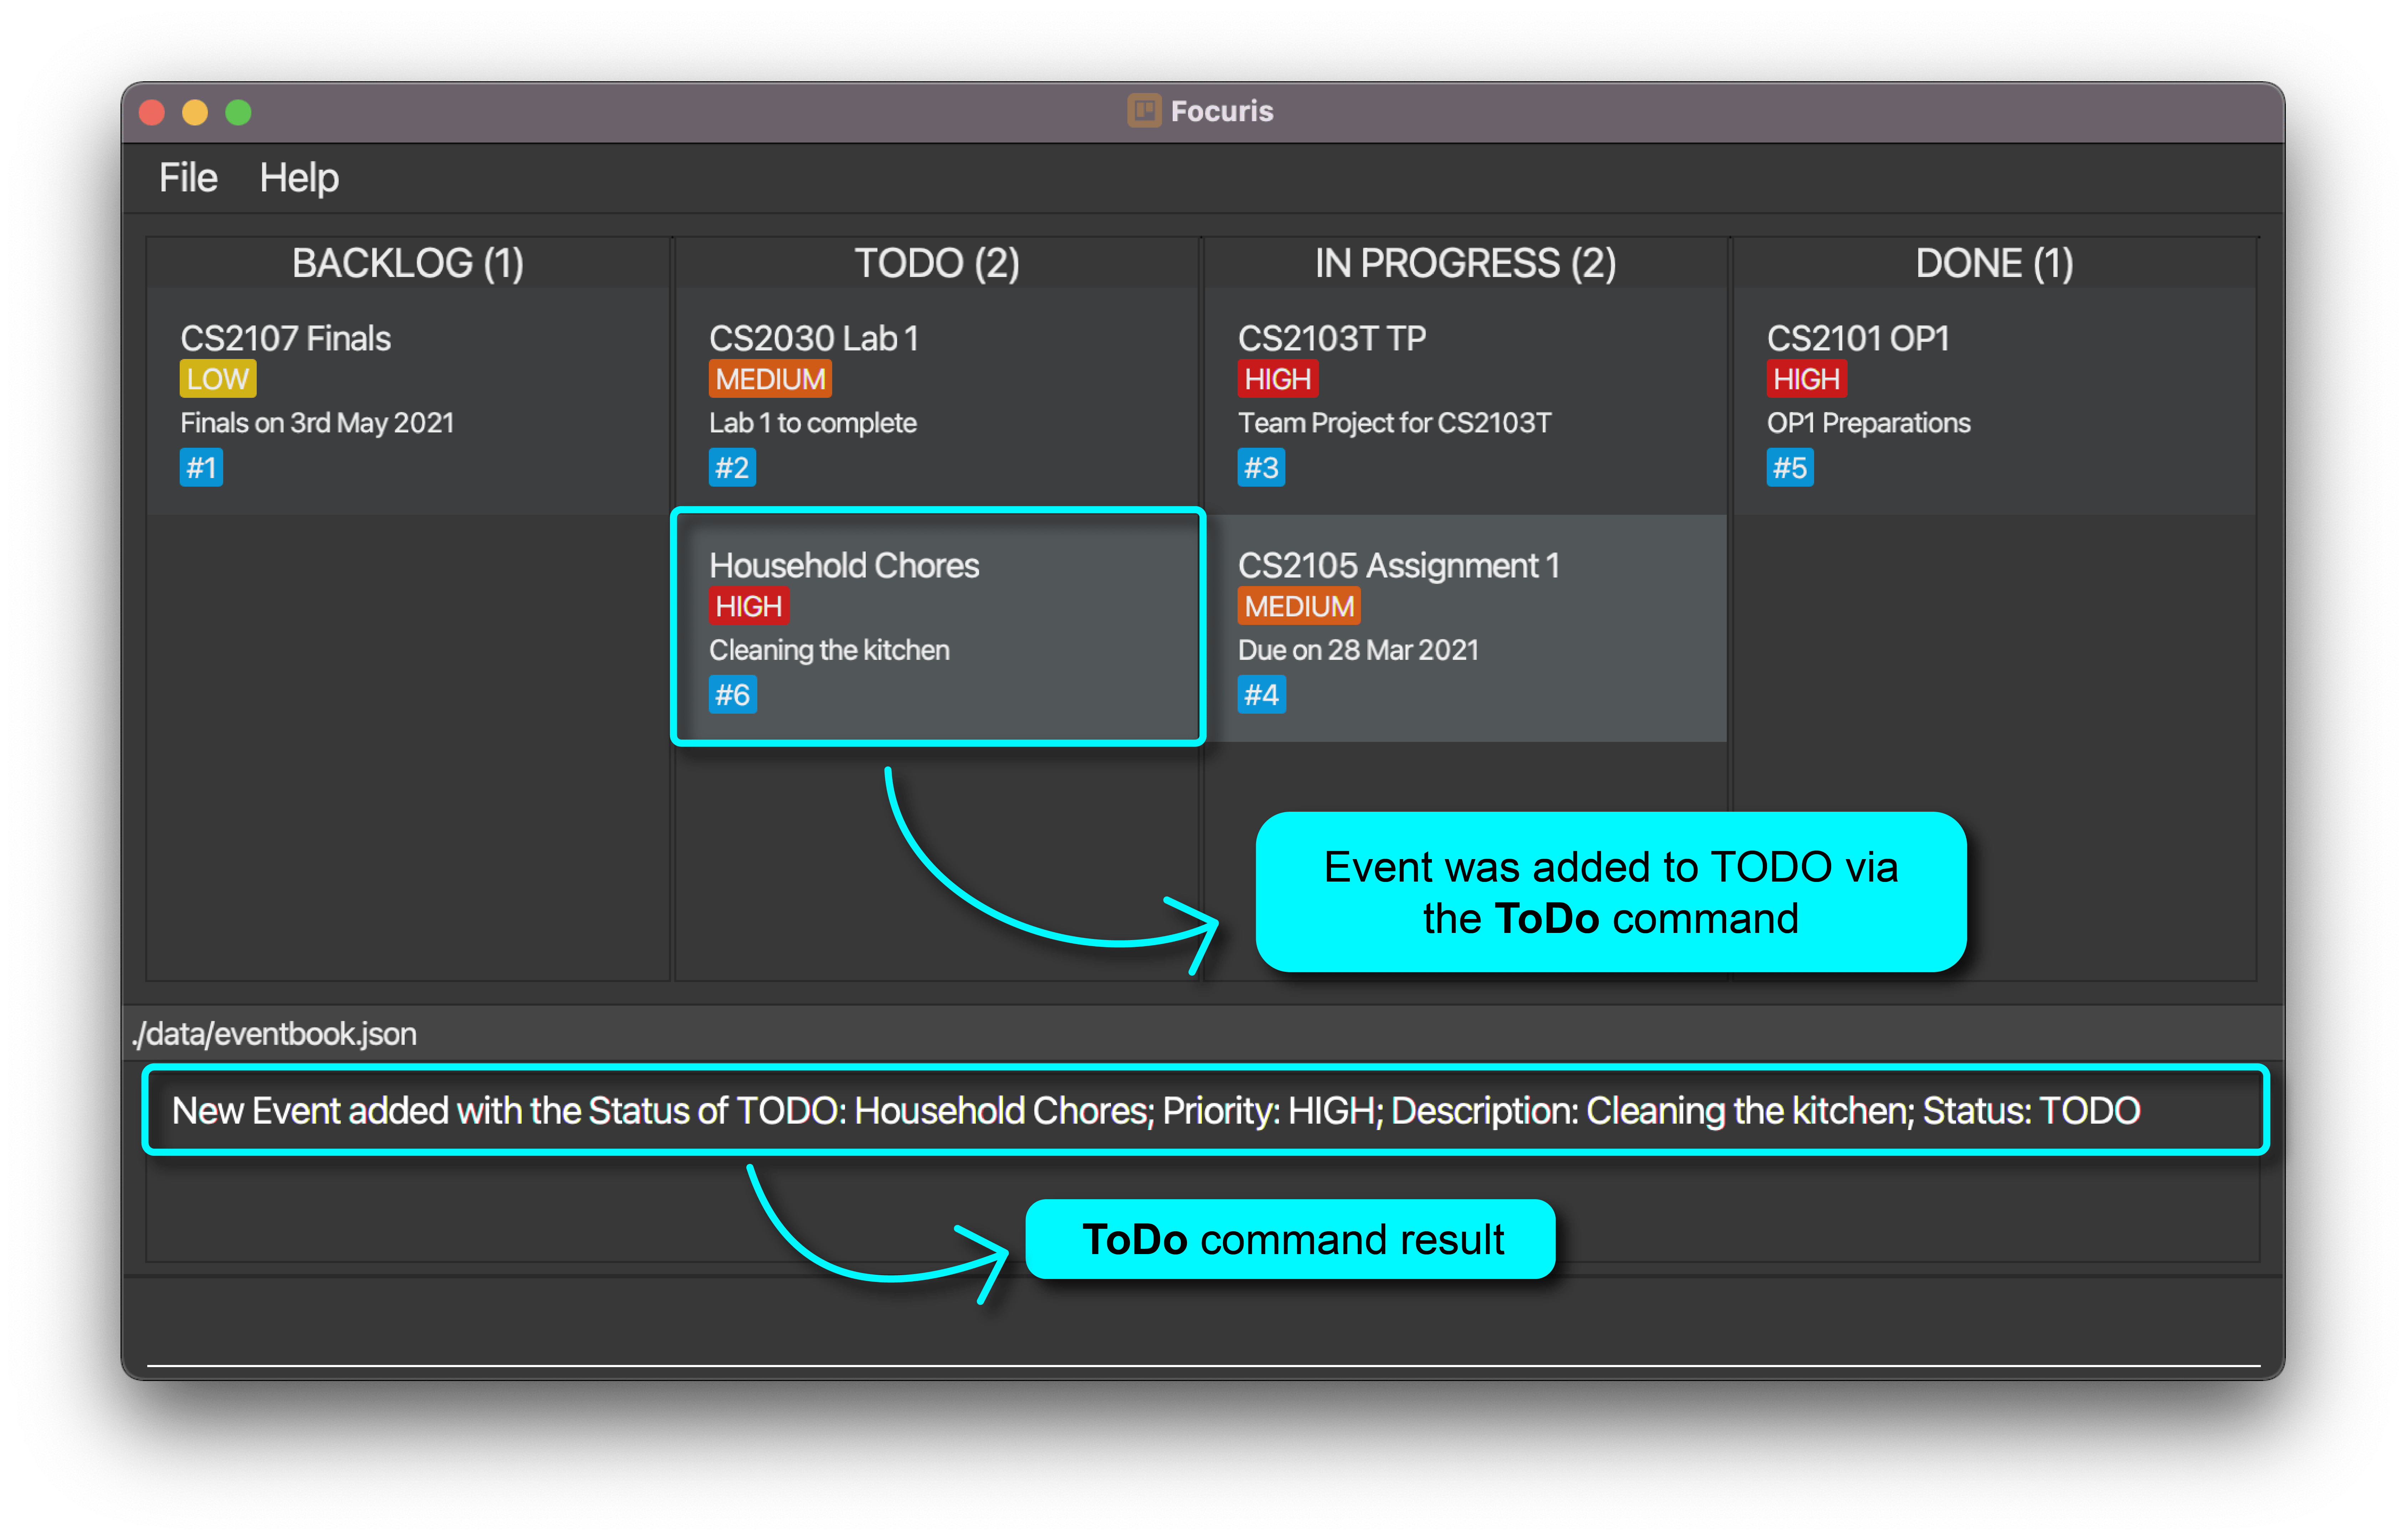 Focuris
File Help
BACKLOG (1)
CS2107 Finals
LOW
Finals on 3rd May 2021
#1
TODO (2)
CS2030 Lab 1
MEDIUM
Lab 1 to complete
#2
Household Chores
HIGH
Cleaning the kitchen
#6
IN PROGRESS (2)
CS2103T TP
HIGH
Team Project for CS2103T
#3
CS2105 Assignment 1
MEDIUM
Due on 28 Mar 2021
#4
DONE (1)
CS2101 OP1
HIGH
OP1 Preparations
#5
Event was added to TODO via
the ToDo command
./data/eventbook.json
New Event added with the Status of TODO: Household Chores; Priority: HIGH; Description: Cleaning the kitchen; Status: TODO
ToDo command result